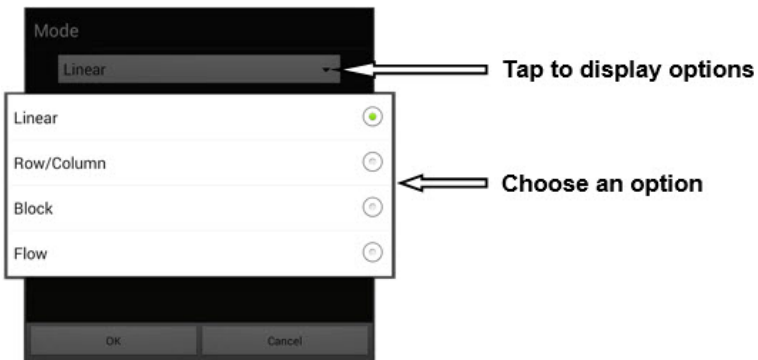 Mode
Linear
Tap to display options
Linear
Row/Column
Choose an option
Block
Flow
OK
Cancel